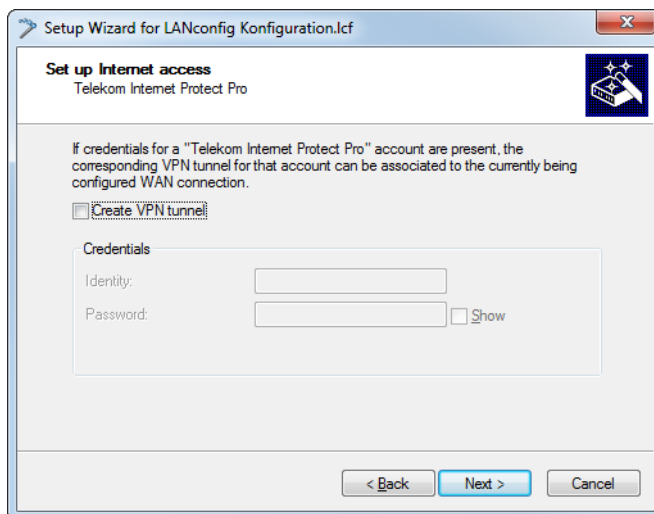 Setup Wizard for LANconfig Konfiguration.lcf
Set up Internet access
Telekom Internet Protect Pro
If credentials for a "Telekom Internet Protect Pro" account are present, the
corresponding VPN tunnel for that account can be associated to the currently being
configured WAN connection.
Create VPN tunnel
Credentials
Identity:
Password:
Show
< Back
Next >
Cancel